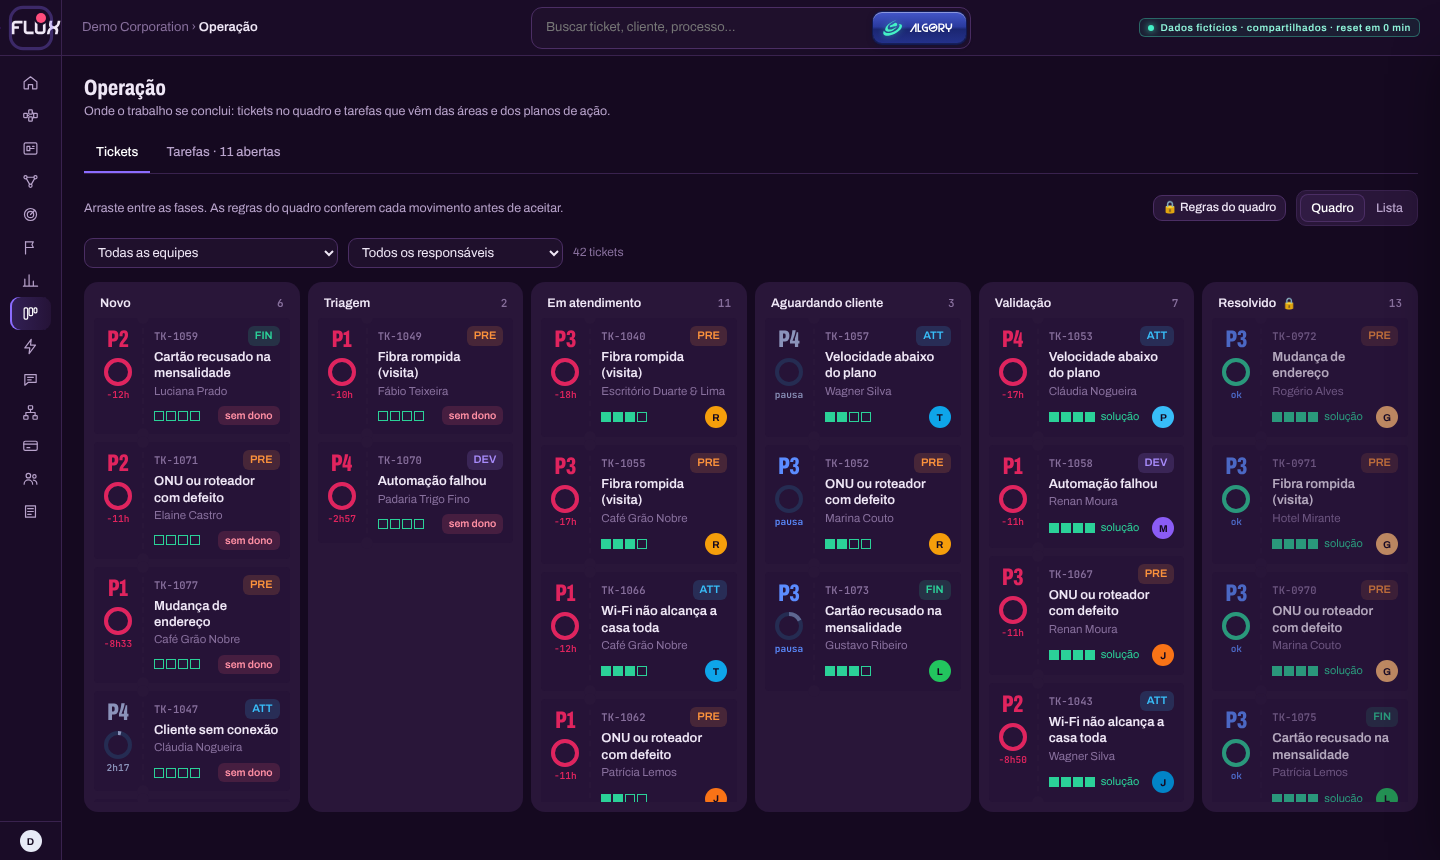 FLUX
Demo Corporation › Operação
Buscar ticket, cliente, processo...
ALGORY
Dados fictícios · compartilhados · reset em 0 min
Operação
Onde o trabalho se conclui: tickets no quadro e tarefas que vêm das áreas e dos planos de ação.
Tickets
Tarefas · 11 abertas
Arraste entre as fases. As regras do quadro conferem cada movimento antes de aceitar.
Regras do quadro
Quadro
Lista
Todas as equipes
Todos os responsáveis
42 tickets
Novo
6
P2
-12h
TK-1059
FIN
Cartão recusado na
mensalidade
Luciana Prado
sem dono
P2
-11h
TK-1071
PRE
ONU ou roteador
com defeito
Elaine Castro
sem dono
P1
-8h33
TK-1077
PRE
Mudança de
endereço
Café Grão Nobre
sem dono
P4
2h17
TK-1047
ATT
Cliente sem conexão
Cláudia Nogueira
sem dono
Triagem
2
P1
-10h
TK-1049
PRE
Fibra rompida
(visita)
Fábio Teixeira
sem dono
P4
-2h57
TK-1070
DEV
Automação falhou
Padaria Trigo Fino
sem dono
Em atendimento
11
P3
-18h
TK-1040
PRE
Fibra rompida
(visita)
Escritório Duarte & Lima
R
P3
-17h
TK-1055
PRE
Fibra rompida
(visita)
Café Grão Nobre
R
P1
-12h
TK-1066
ATT
Wi-Fi não alcança a
casa toda
Café Grão Nobre
T
P1
-11h
TK-1062
PRE
ONU ou roteador
com defeito
Patrícia Lemos
J
Aguardando cliente
3
P4
pausa
TK-1057
ATT
Velocidade abaixo
do plano
Wagner Silva
T
P3
pausa
TK-1052
PRE
ONU ou roteador
com defeito
Marina Couto
R
P3
pausa
TK-1073
FIN
Cartão recusado na
mensalidade
Gustavo Ribeiro
L
Validação
7
P4
-17h
TK-1053
ATT
Velocidade abaixo
do plano
Cláudia Nogueira
solução
P
P1
-11h
TK-1058
DEV
Automação falhou
Renan Moura
solução
M
P3
-11h
TK-1067
PRE
ONU ou roteador
com defeito
Renan Moura
solução
J
P2
-8h50
TK-1043
ATT
Wi-Fi não alcança a
casa toda
Wagner Silva
solução
J
Resolvido
13
P3
ok
TK-0972
PRE
Mudança de
endereço
Rogério Alves
solução
G
P3
ok
TK-0971
PRE
Fibra rompida
(visita)
Hotel Mirante
solução
G
P3
ok
TK-0970
PRE
ONU ou roteador
com defeito
Marina Couto
solução
G
P3
ok
TK-1075
FIN
Cartão recusado na
mensalidade
Patrícia Lemos
solução
L
D